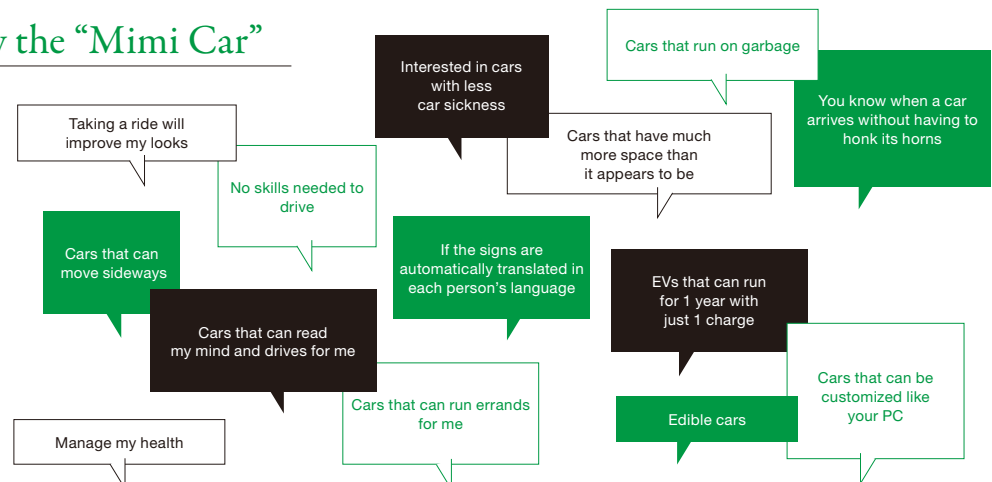 y the “Mimi Car”
Cars that run on garbage
Interested in cars
with less
car sickness
You know when a car
arrives without having to
honk its horns
Taking a ride will
improve my looks
Cars that have much
more space than
it appears to be
No skills needed to
drive
Cars that can
move sideways
If the signs are
automatically translated in
each person’s language
EVs that can run
for 1 year with
just 1 charge
Cars that can read
my mind and drives for me
Cars that can be
customized like
your PC
Cars that can run errands
for me
Edible cars
Manage my health